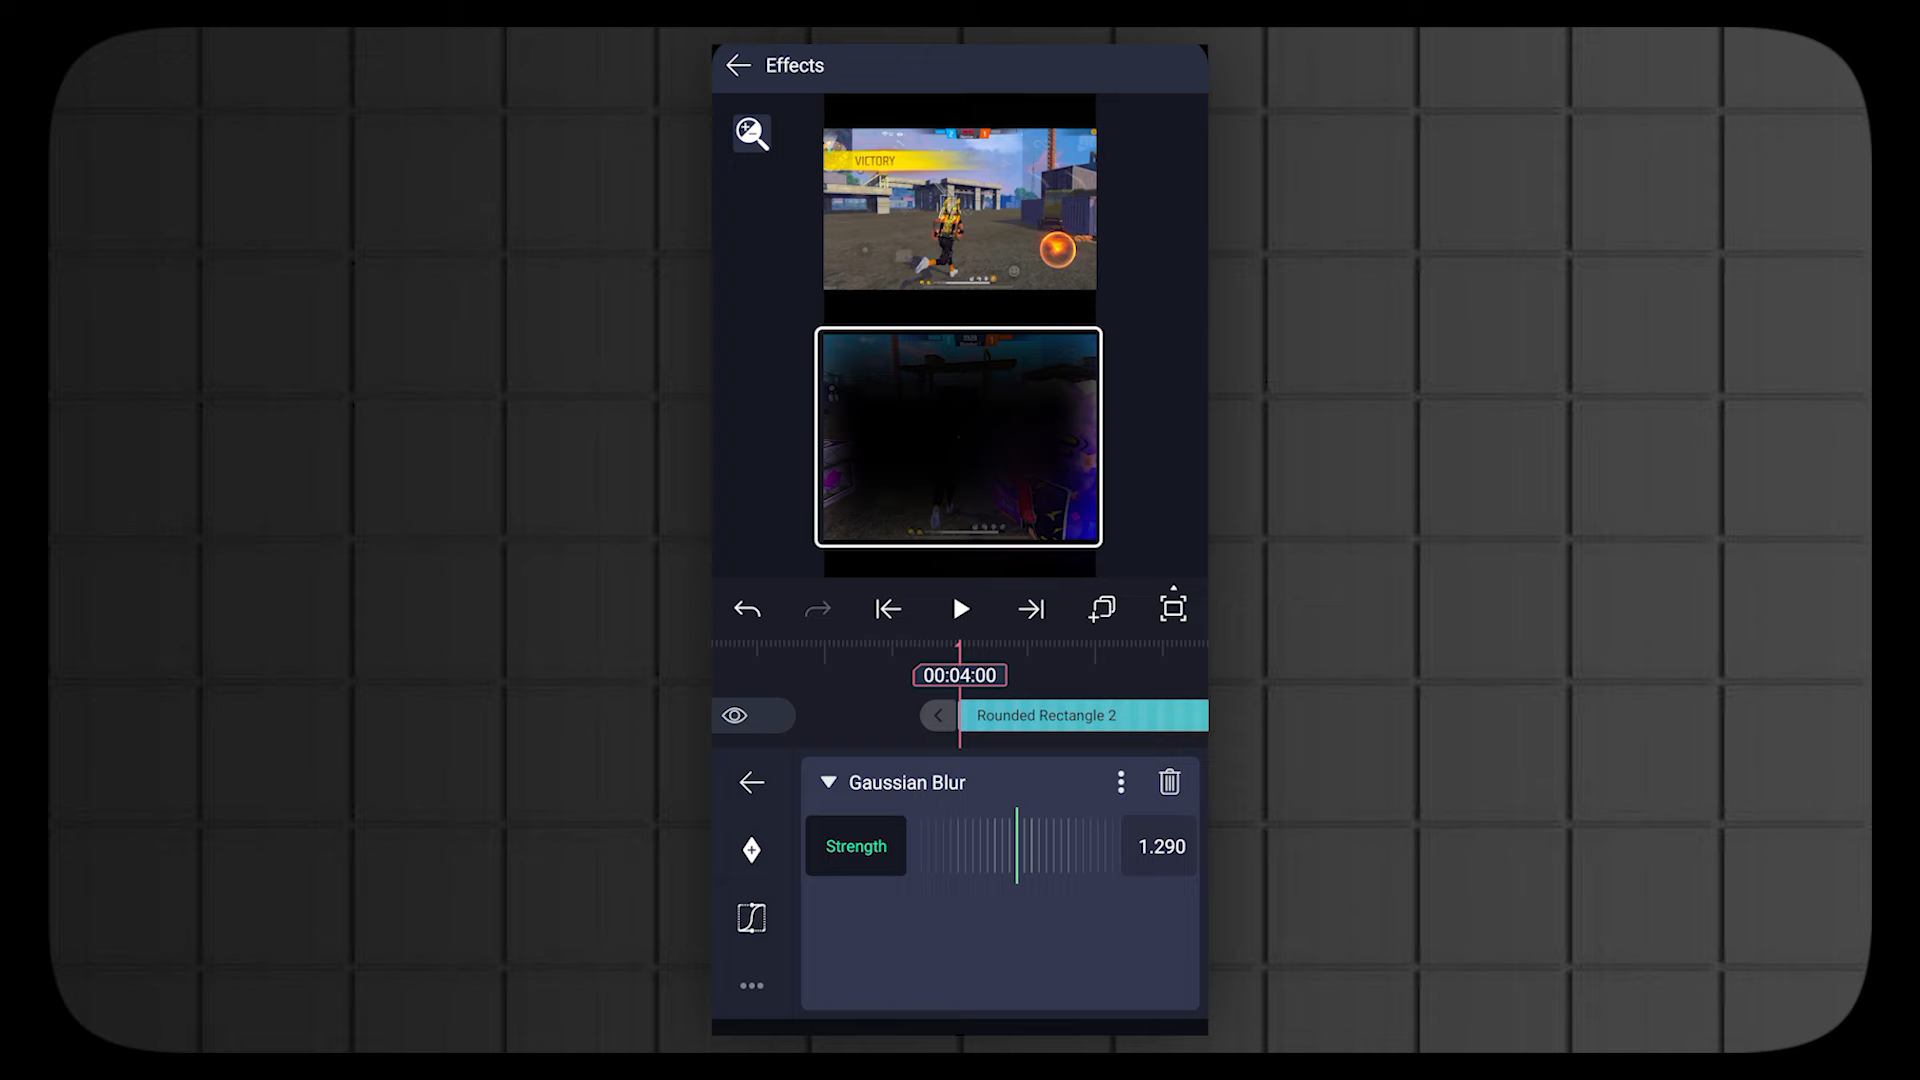 Effects
VICTORY
00:04:00
Rounded Rectangle 2
Gaussian Blur
Strength
1.290